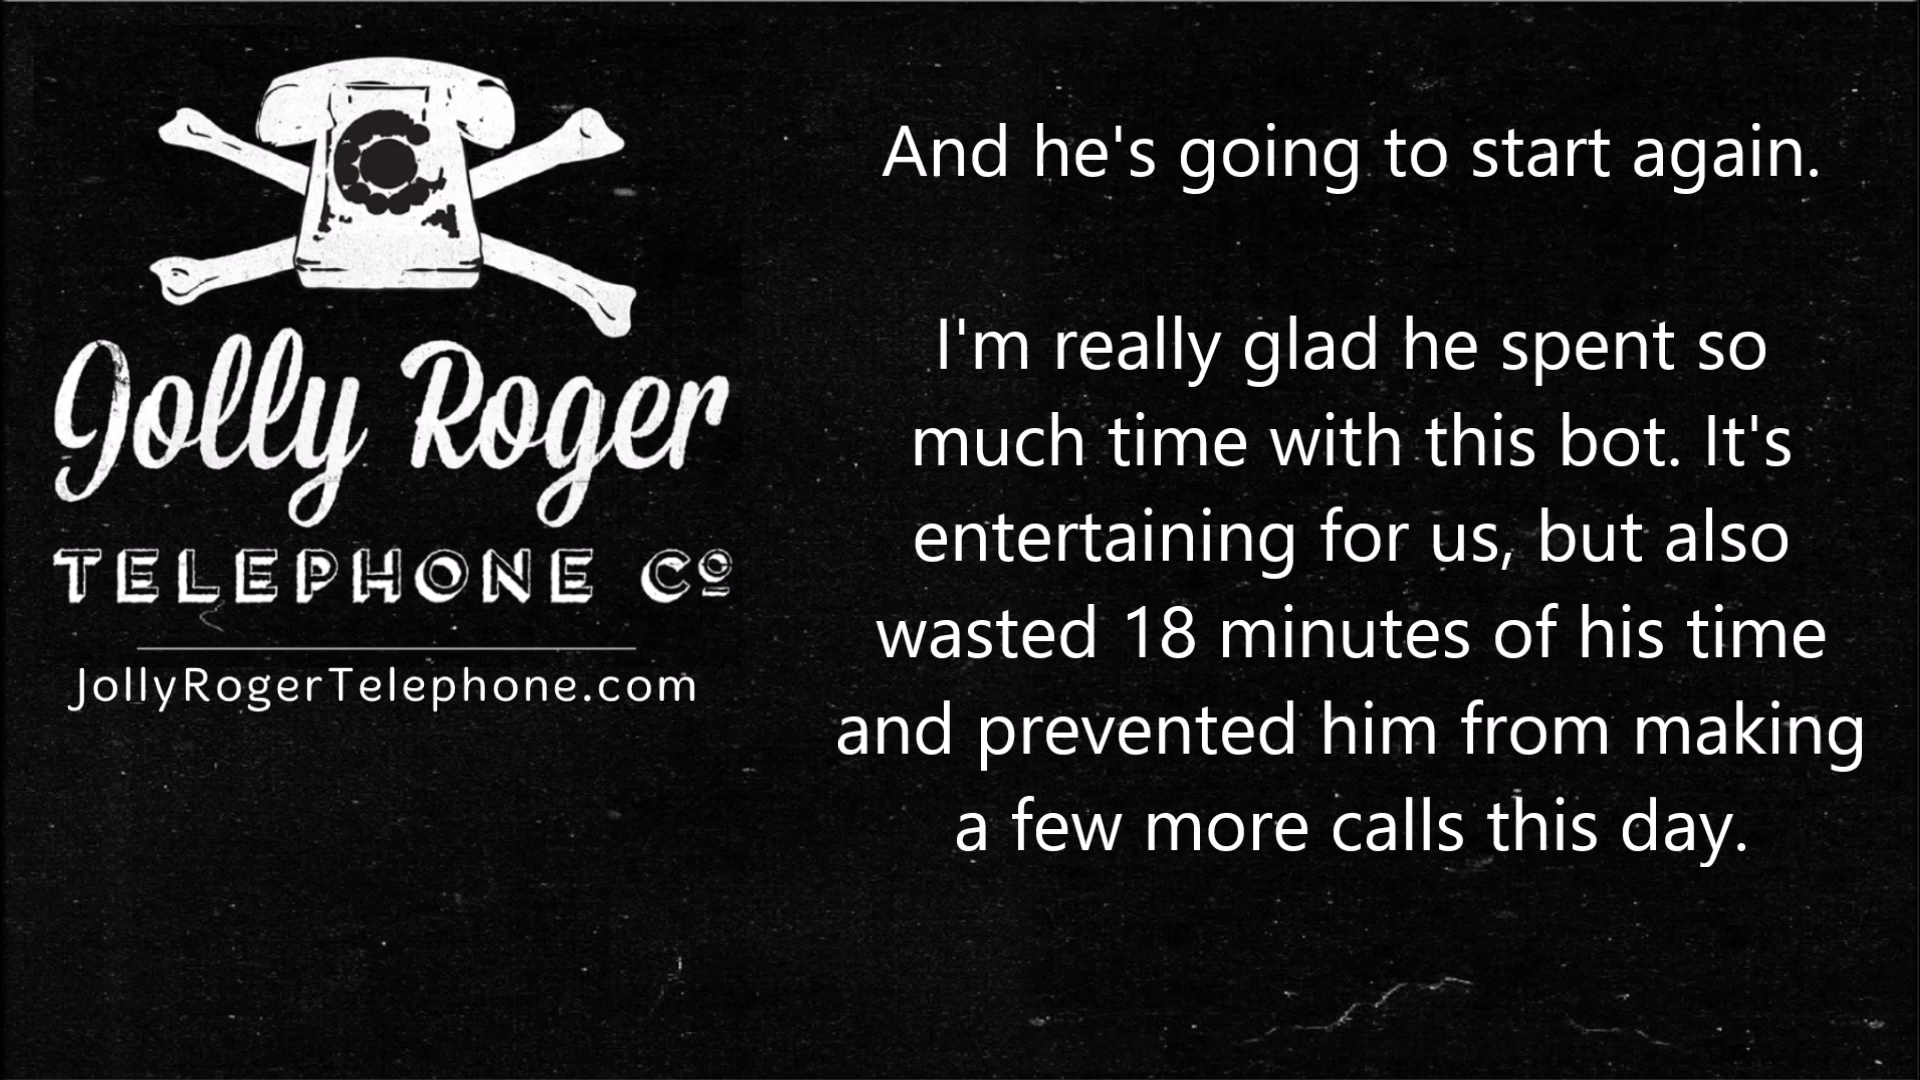 Jolly Roger
TELEPHONE Cº
JollyRogerTelephone.com
And he's going to start again.
I'm really glad he spent so
much time with this bot. It's
entertaining for us, but also
wasted 18 minutes of his time
and prevented him from making
a few more calls this day.